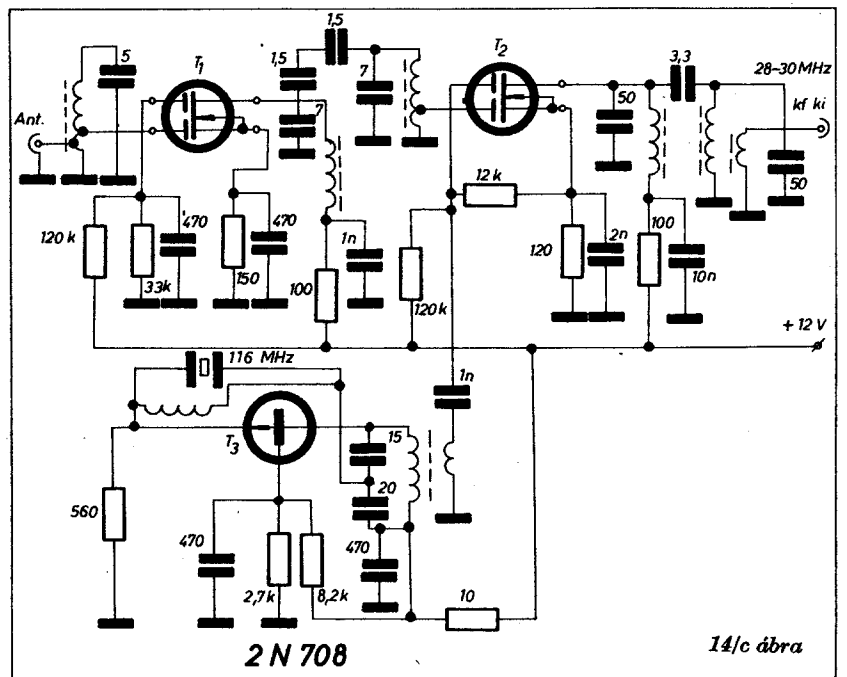 1,5
5
T1
1,5
T2
3,3
28-30 MHz
7
7
50
Ant.
kf ki
12 k
50
120 k
470
470
1n
120
2n
100
10n
33k
150
100
120k
+ 12 V
116 MHz
1n
T3
15
560
20
470
470
2,7k
8,2k
10
2 N 708
14/c ábra